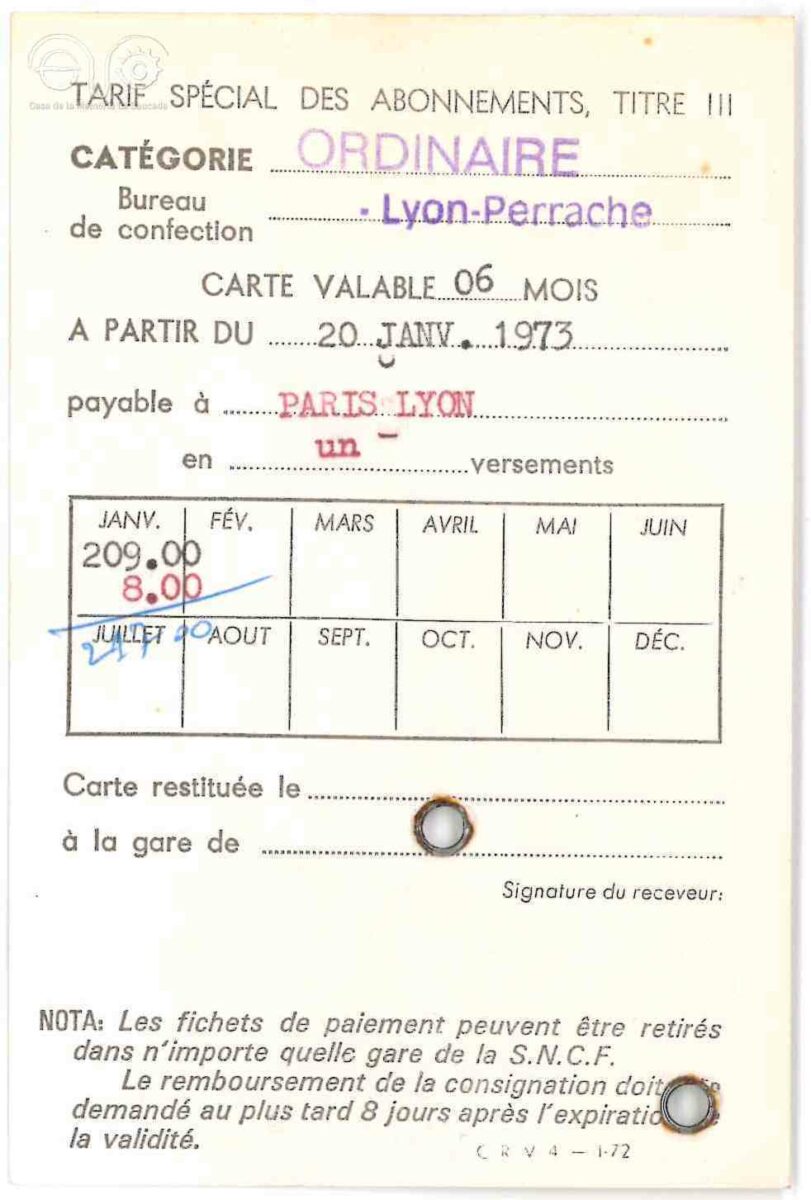 TARIF SPÉCIAL DES ABONNEMENTS, TITRE III
CATÉGORIE ORDINAIRE
Bureau
de confection Lyon-Perrache
CARTE VALABLE 06 MOIS
A PARTIR DU 20 JANV. 1973
payable à PARIS LYON
en un versements
JANV. FÉV. MARS AVRIL MAI JUIN
209.00
8.00
JUILLET AOUT SEPT. OCT. NOV. DÉC.
217.00
Carte restituée le
à la gare de
Signature du receveur:
NOTA: Les fichets de paiement peuvent être retirés
dans n'importe quelle gare de la S.N.C.F.
Le remboursement de la consignation doit
demandé au plus tard 8 jours après l'expiratio
la validité.
C R V 4 - 1-72